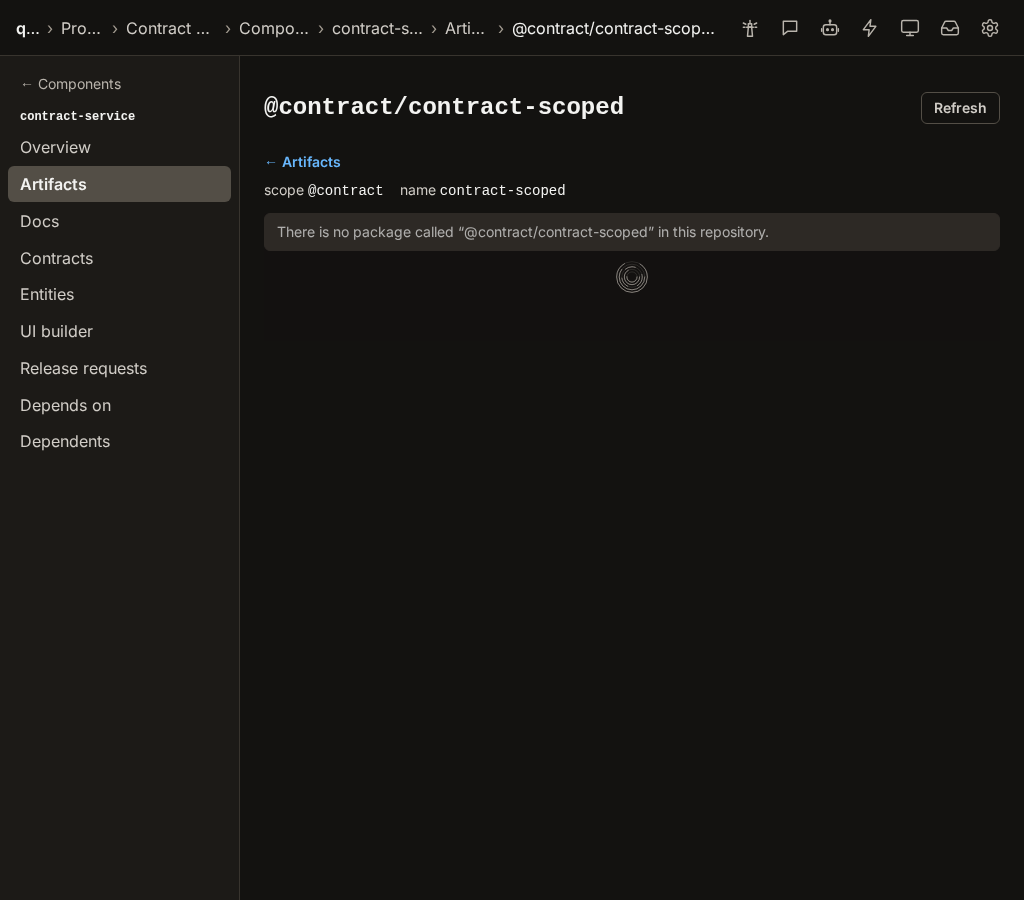 q... › Pro... › Contract ... › Compo... › contract-s... › Arti... › @contract/contract-scop...
← Components
contract-service
Overview
Artifacts
Docs
Contracts
Entities
UI builder
Release requests
Depends on
Dependents
@contract/contract-scoped
Refresh
← Artifacts
scope @contract name contract-scoped
There is no package called “@contract/contract-scoped” in this repository.